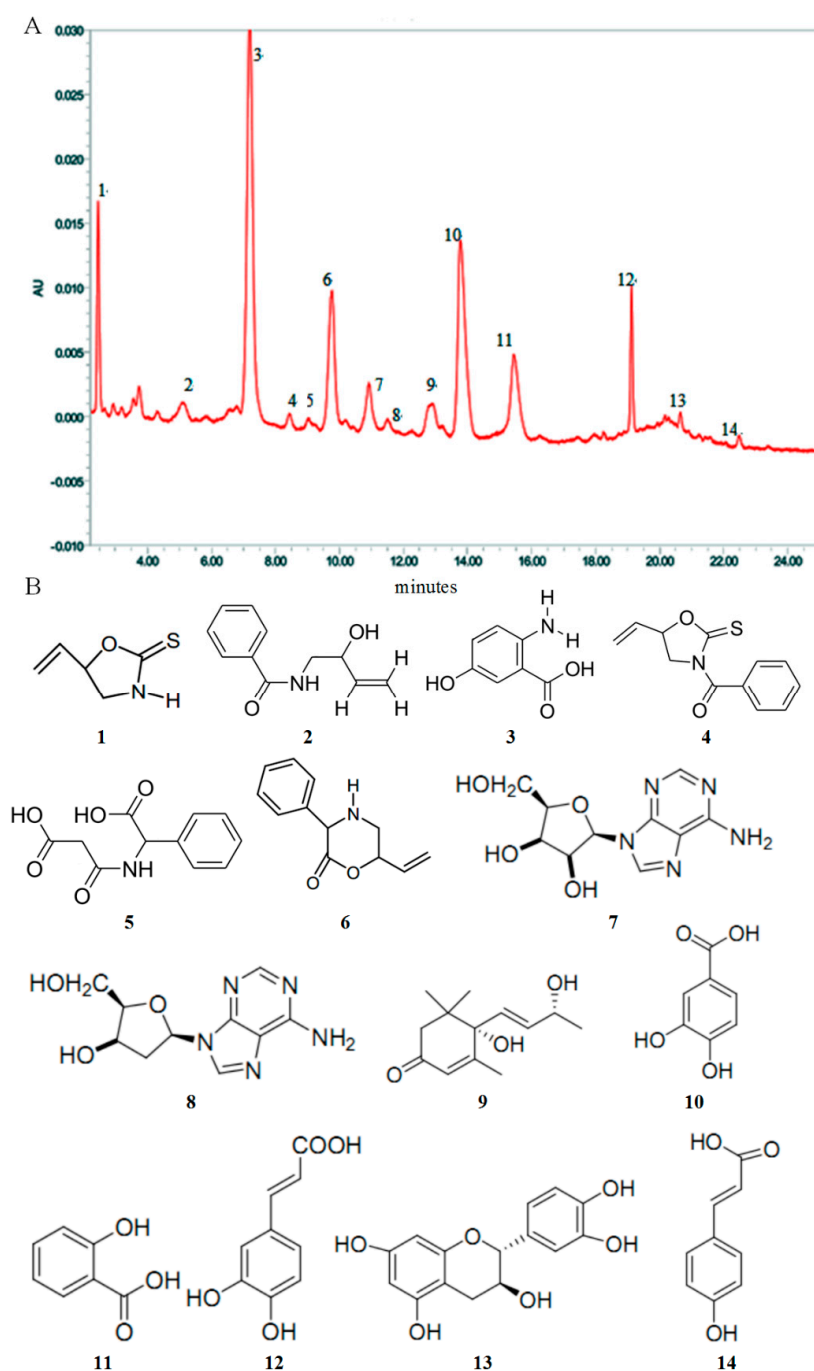 A
0.030
3
0.025
0.020
1
0.015
10
AU
6
12
0.010
11
0.005
2
7
9
13
4
5
8
14
0.000
-0.005
-0.010
4.00 6.00 8.00 10.00 12.00 14.00 16.00 18.00 20.00 22.00 24.00
minutes
B
O S
N
H
1
OH
H
O NH
H H
2
H
N
H
HO
OH
O
3
O S
N
O
4
O
OH HO
O
O NH
5
H
N
O O
6
HOH2C
O
HO
HO
N N
N N
NH2
7
HOH2C
O
HO
N N
N N
NH2
8
OH
OH
O
9
O OH
HO
OH
10
OH
OH
O
11
COOH
HO
OH
12
OH
OH
HO O
OH
OH
13
HO O
OH
14